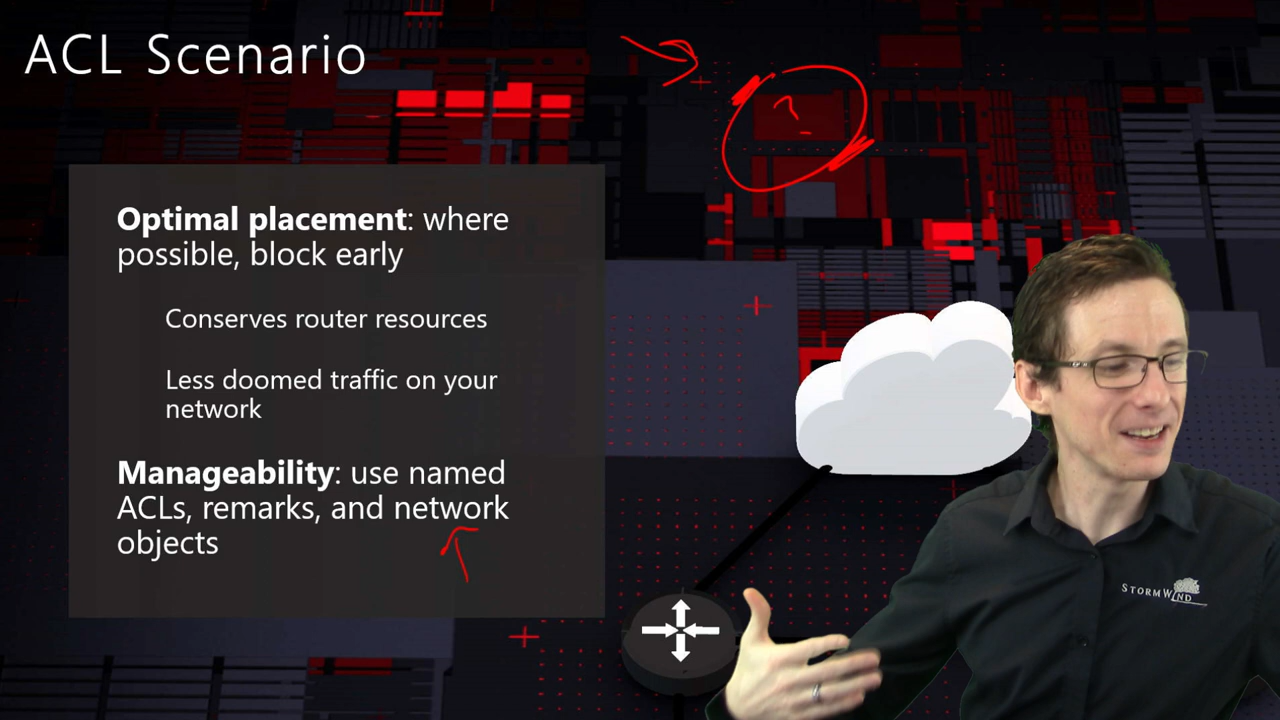 ACL Scenario
?
Optimal placement: where
possible, block early
Conserves router resources
Less doomed traffic on your
network
Manageability: use named
ACLs, remarks, and network
objects
STORMWIND